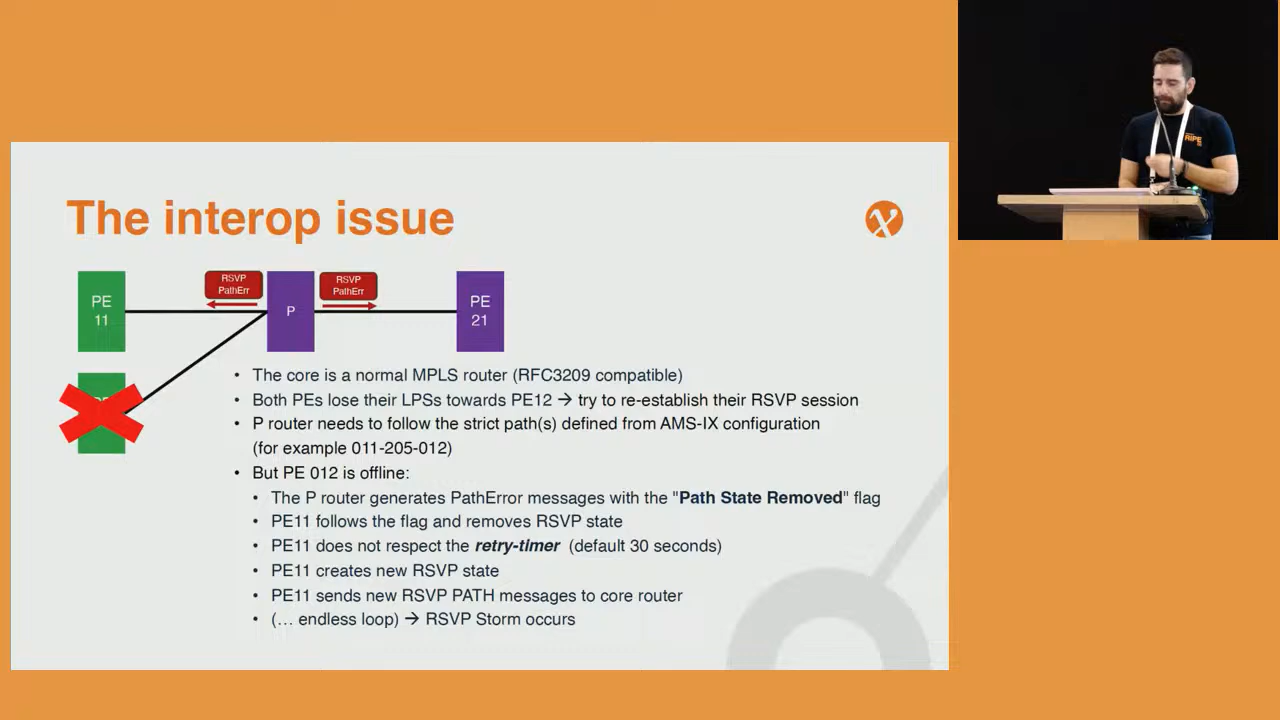 The interop issue
RSVP
PathErr
RSVP
PathErr
PE
11
P
PE
21
• The core is a normal MPLS router (RFC3209 compatible)
• Both PEs lose their LPSs towards PE12 → try to re-establish their RSVP session
• P router needs to follow the strict path(s) defined from AMS-IX configuration
(for example 011-205-012)
• But PE 012 is offline:
• The P router generates PathError messages with the "Path State Removed" flag
• PE11 follows the flag and removes RSVP state
• PE11 does not respect the retry-timer (default 30 seconds)
• PE11 creates new RSVP state
• PE11 sends new RSVP PATH messages to core router
• (... endless loop) → RSVP Storm occurs
RIPE